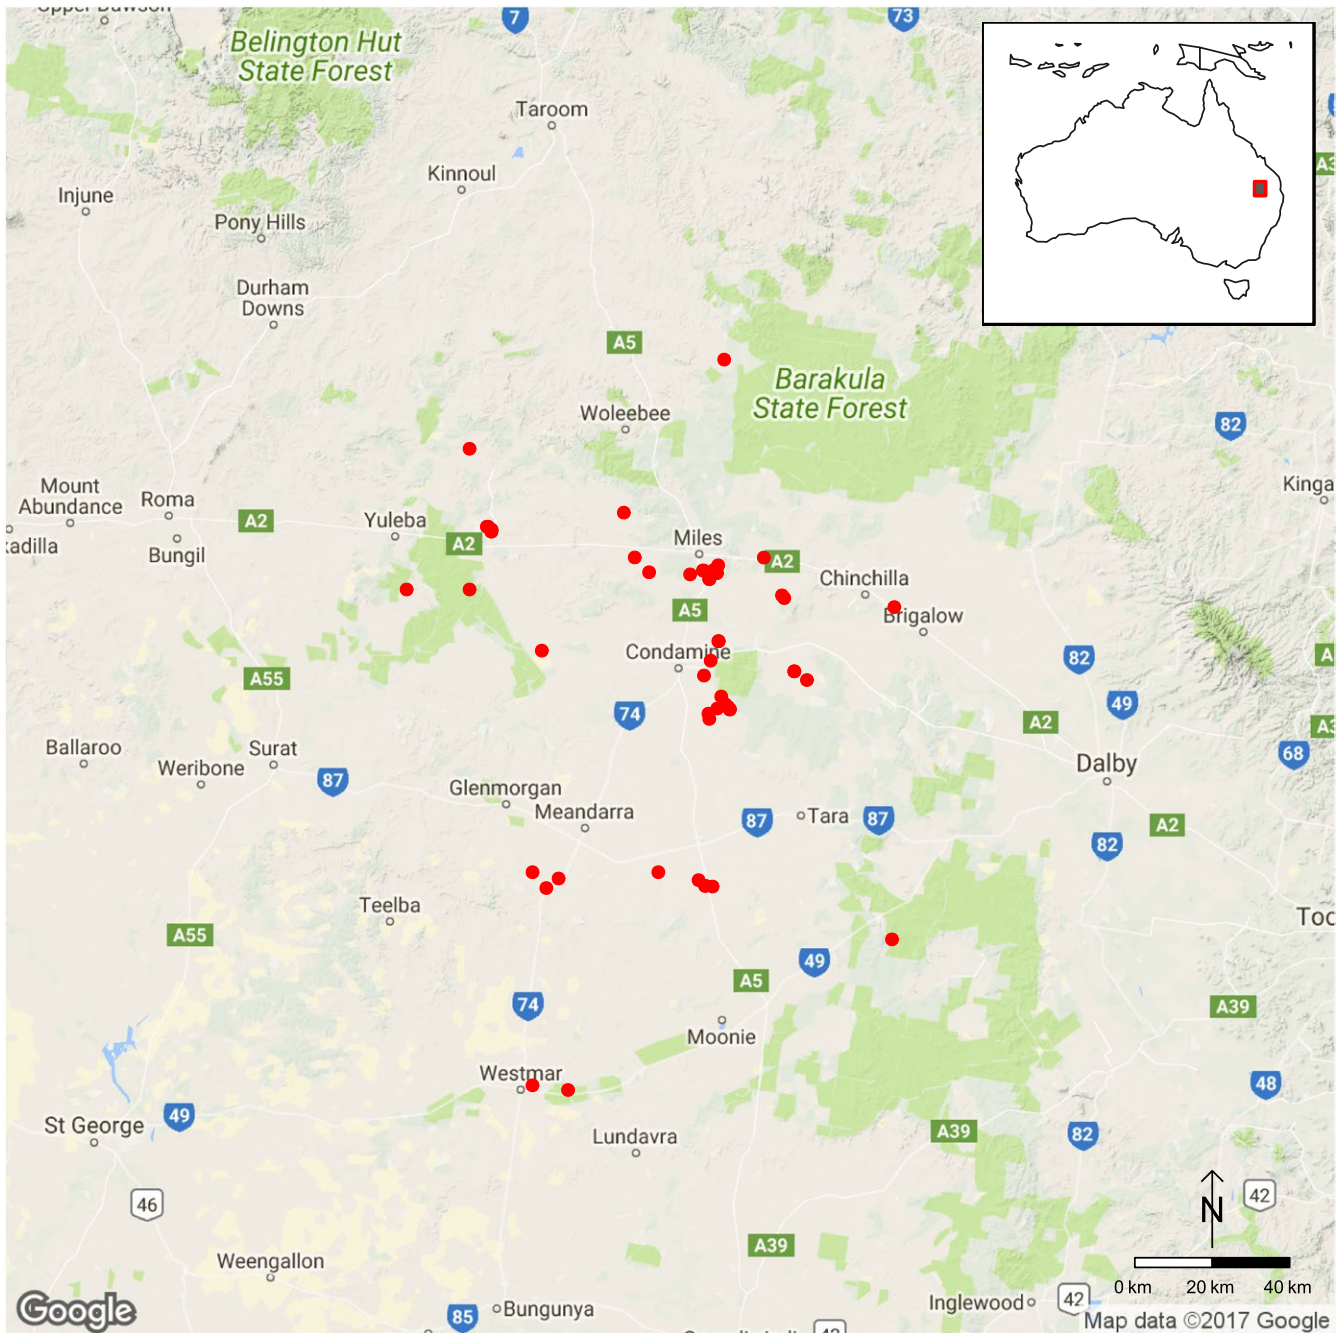 Upper Dawson
7
73
Belington Hut
State Forest
Taroom
Kinnoul
Injune
Pony Hills
Durham
Downs
A5
Barakula
State Forest
Woleebee
82
Mount
Abundance
Roma
A2
Yuleba
A2
Bungil
Miles
A2
Chinchilla
Brigalow
A5
Condamine
A55
74
82
49
A2
68
Ballaroo
Surat
Weribone
87
Dalby
Glenmorgan
Meandarra
87
Tara
87
A2
82
Teelba
A55
49
A5
74
A39
Moonie
Westmar
48
St George
49
Lundavra
A39
82
46
42
N
A39
Weengallon
0 km
20 km
40 km
Google
85
Bungunya
Inglewood
42
Map data ©2017 Google